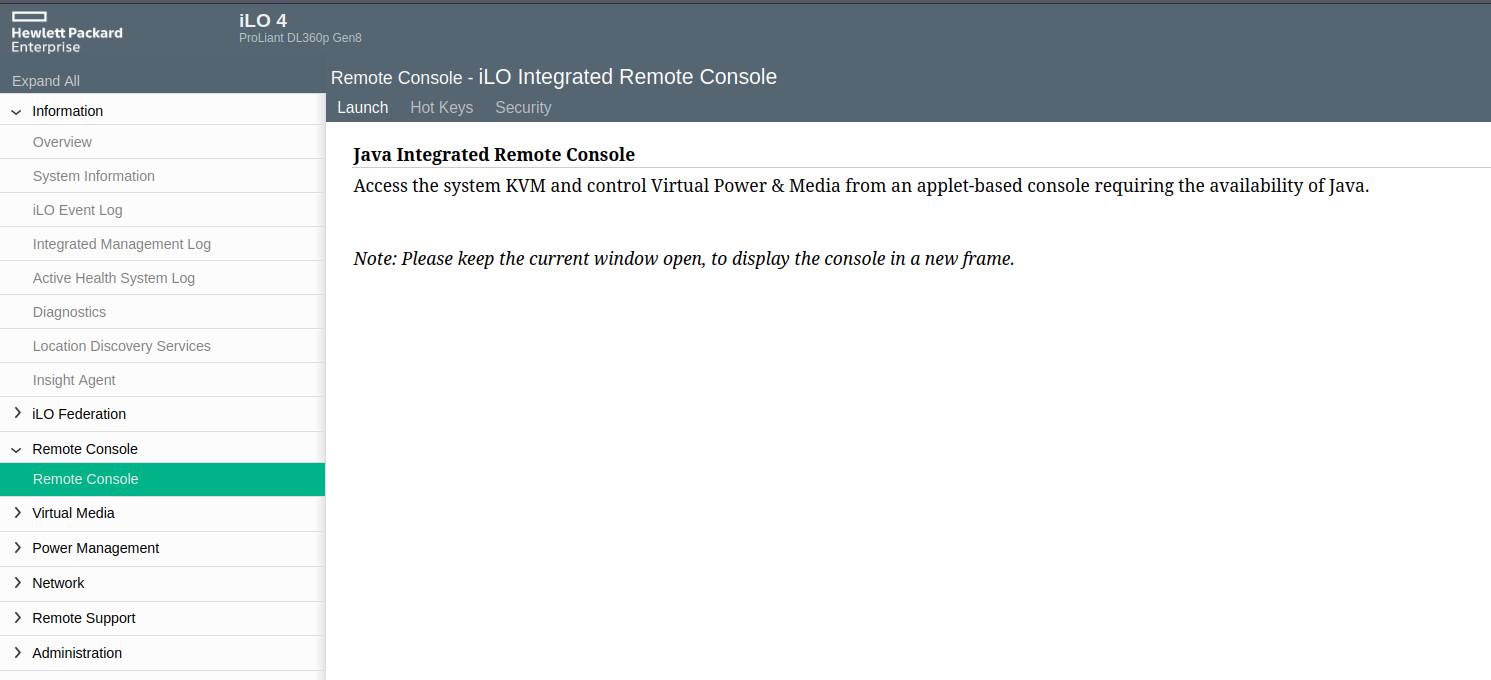 Hewlett Packard
Enterprise
iLO 4
ProLiant DL360p Gen8
Expand All
Information
Overview
System Information
iLO Event Log
Integrated Management Log
Active Health System Log
Diagnostics
Location Discovery Services
Insight Agent
iLO Federation
Remote Console
Remote Console
Virtual Media
Power Management
Network
Remote Support
Administration
Remote Console - iLO Integrated Remote Console
Launch Hot Keys Security
Java Integrated Remote Console
Access the system KVM and control Virtual Power & Media from an applet-based console requiring the availability of Java.
Note: Please keep the current window open, to display the console in a new frame.